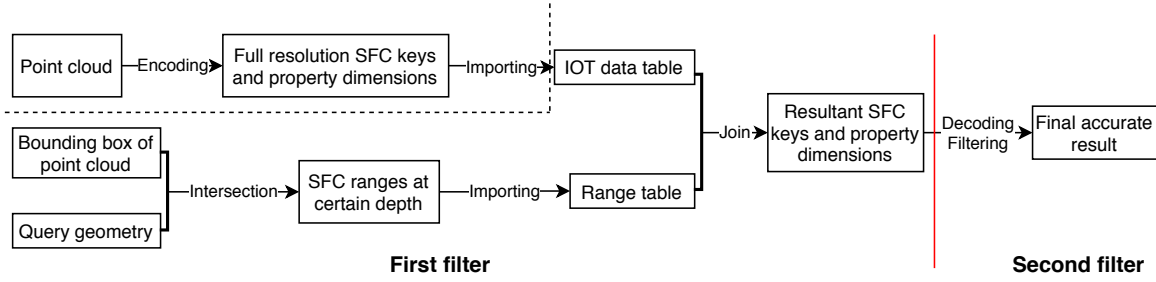 Point cloud
Encoding
Full resolution SFC keys
and property dimensions
Importing
IOT data table
Bounding box of
point cloud
Query geometry
Intersection
SFC ranges at
certain depth
Importing
Range table
Join
Resultant SFC
keys and property
dimensions
Decoding
Filtering
Final accurate
result
First filter
Second filter